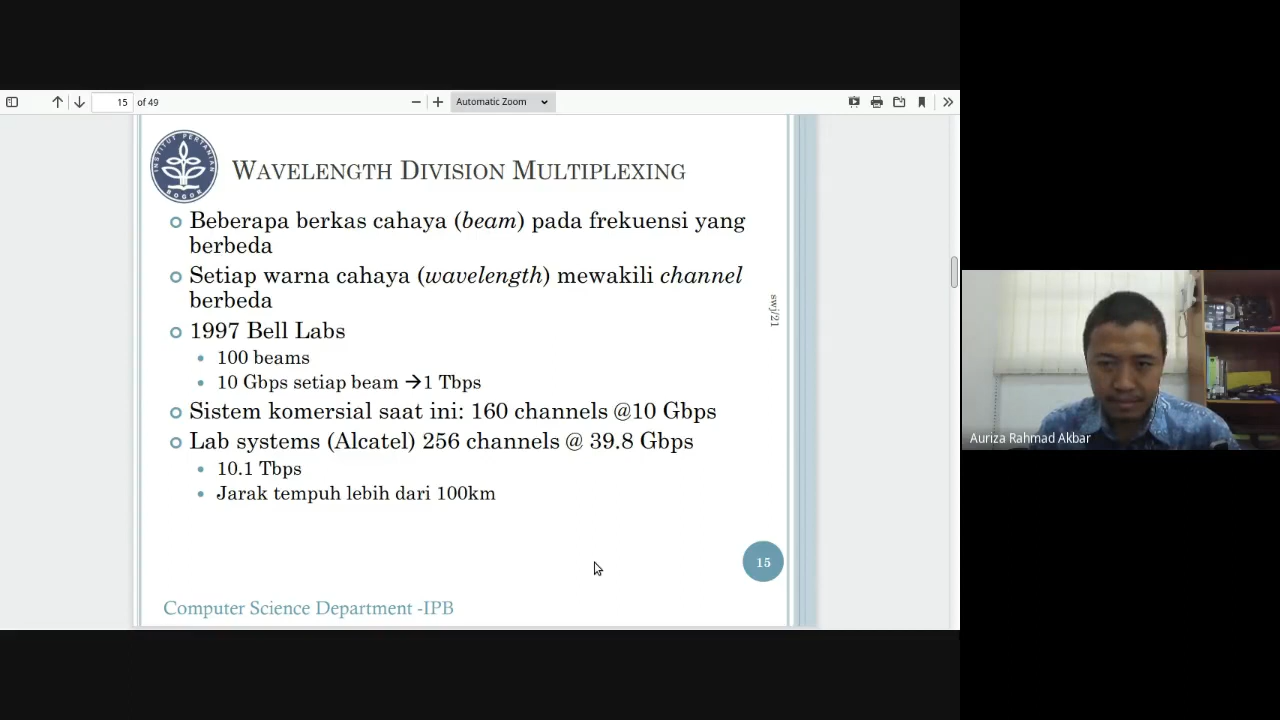 15 of 49
Automatic Zoom
INSTITUT PERTANIAN
BOGOR
WAVELENGTH DIVISION MULTIPLEXING
Beberapa berkas cahaya (beam) pada frekuensi yang
berbeda
Setiap warna cahaya (wavelength) mewakili channel
berbeda
1997 Bell Labs
100 beams
10 Gbps setiap beam →1 Tbps
Sistem komersial saat ini: 160 channels @10 Gbps
Lab systems (Alcatel) 256 channels @ 39.8 Gbps
10.1 Tbps
Jarak tempuh lebih dari 100km
swj/21
15
Computer Science Department -IPB
Auriza Rahmad Akbar